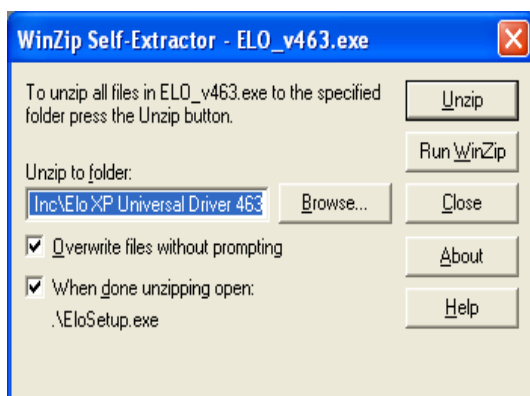 WinZip Self-Extractor - ELO_v463.exe
To unzip all files in ELO_v463.exe to the specified
folder press the Unzip button.
Unzip to folder:
Inc\Elo XP Universal Driver 463
Browse...
Overwrite files without prompting
When done unzipping open:
.\EloSetup.exe
Unzip
Run WinZip
Close
About
Help